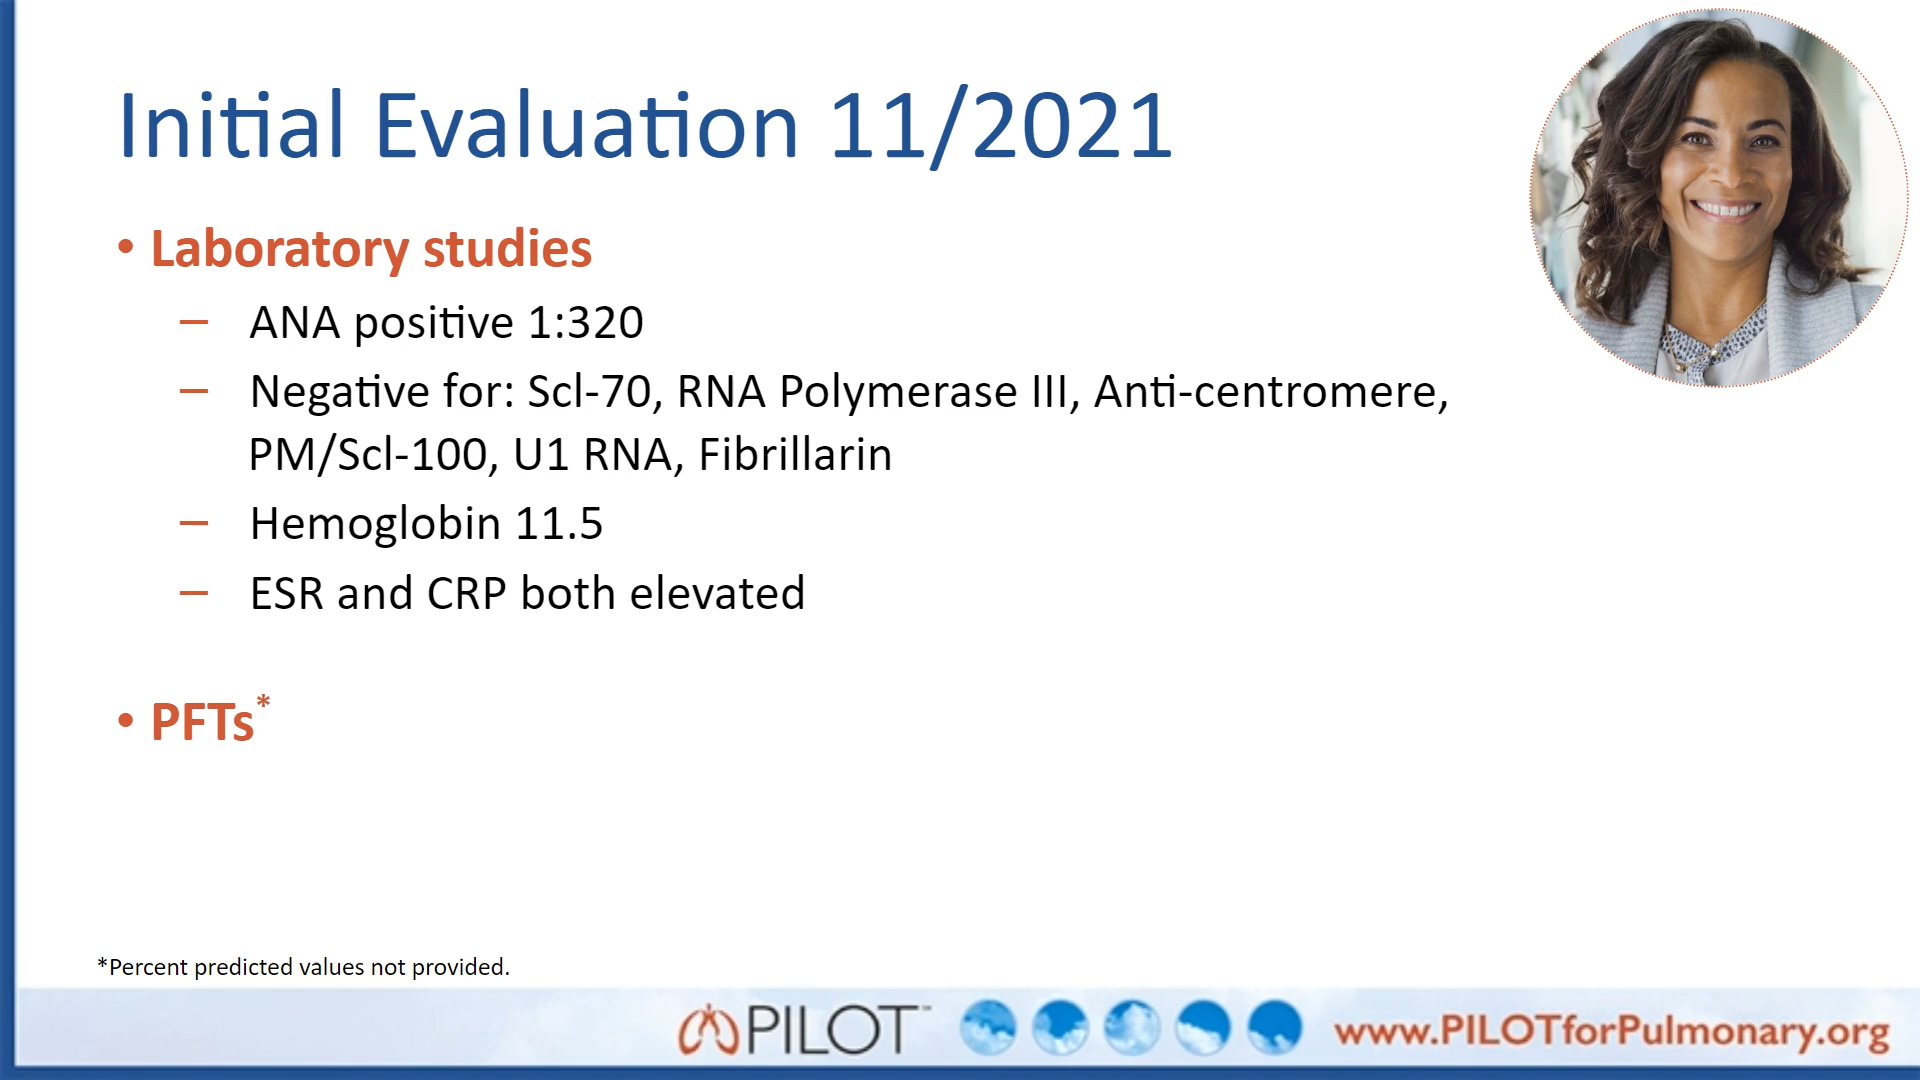 Initial Evaluation 11/2021
• Laboratory studies
– ANA positive 1:320
– Negative for: Scl-70, RNA Polymerase III, Anti-centromere,
PM/Scl-100, U1 RNA, Fibrillarin
– Hemoglobin 11.5
– ESR and CRP both elevated
• PFTs*
*Percent predicted values not provided.
PILOT™ www.PILOTforPulmonary.org